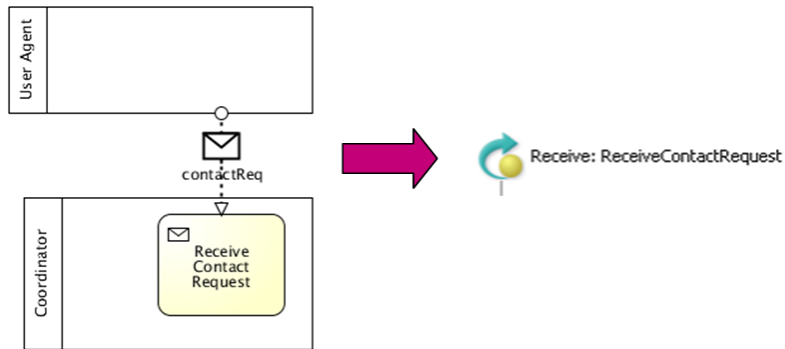 User Agent
contactReq
Receive: ReceiveContactRequest
Coordinator
Receive
Contact
Request